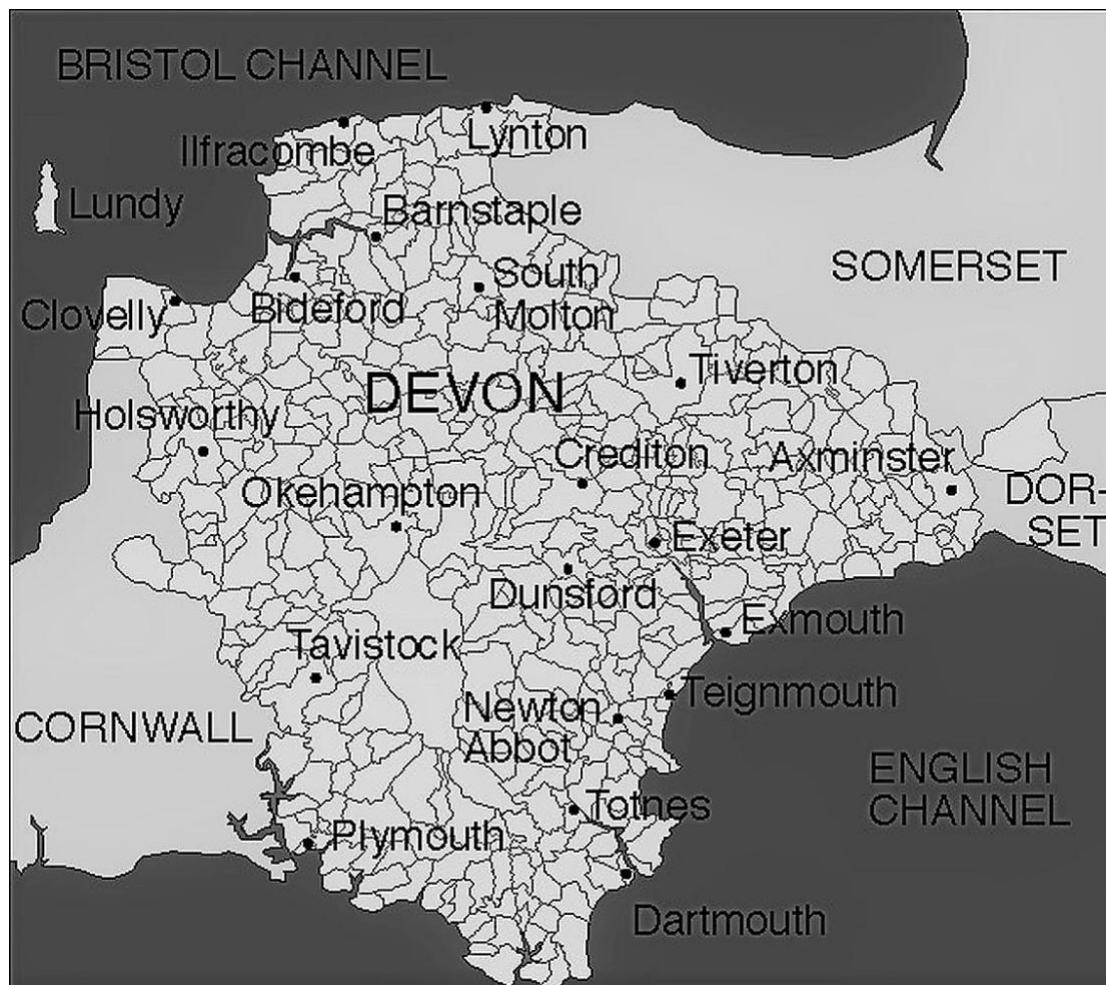 BRISTOL CHANNEL
Ilfracombe
Lynton
Lundy
Barnstaple
SOMERSET
Clovelly
Bideford
South
Molton
DEVON
Tiverton
Holsworthy
Crediton
Axminster
Okehampton
DOR-
SET
Exeter
Dunsford
Exmouth
Tavistock
Teignmouth
Newton
Abbot
CORNWALL
ENGLISH
CHANNEL
Totnes
Plymouth
Dartmouth